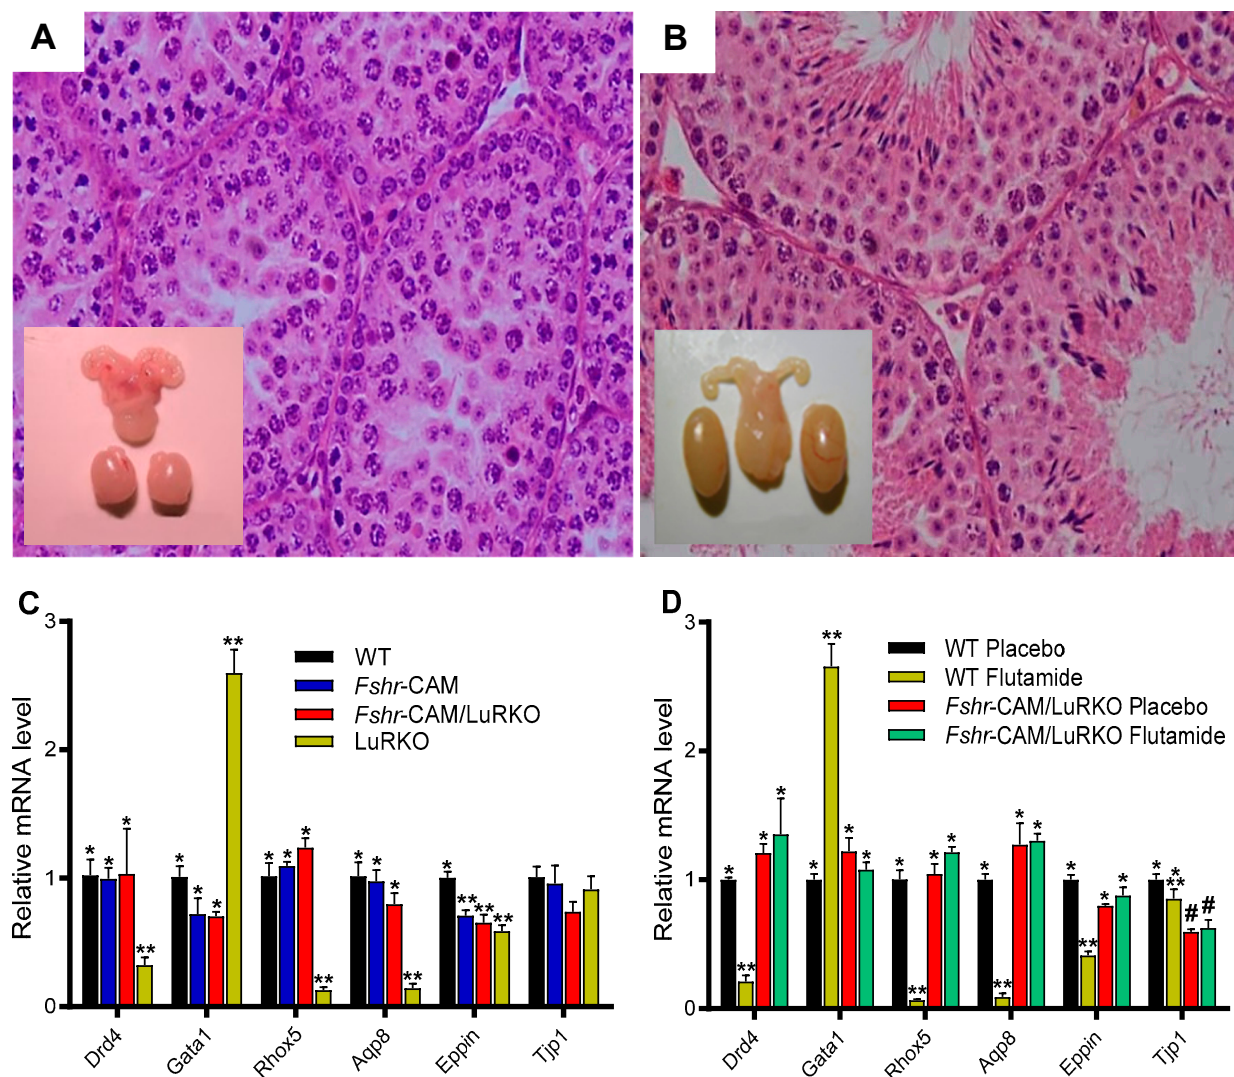 A
B
C
Relative mRNA level
3
2
1
0
WT
Fshr-CAM
Fshr-CAM/LuRKO
LuRKO
* * * **
* * * **
* * * **
* * * **
* ** ** **
Drd4 Gata1 Rhox5 Aqp8 Eppin Tjp1
D
Relative mRNA level
3
2
1
0
WT Placebo
WT Flutamide
Fshr-CAM/LuRKO Placebo
Fshr-CAM/LuRKO Flutamide
* ** * *
* ** * *
* ** * *
* ** * *
* ** * *
* * ** # #
Drd4 Gata1 Rhox5 Aqp8 Eppin Tjp1